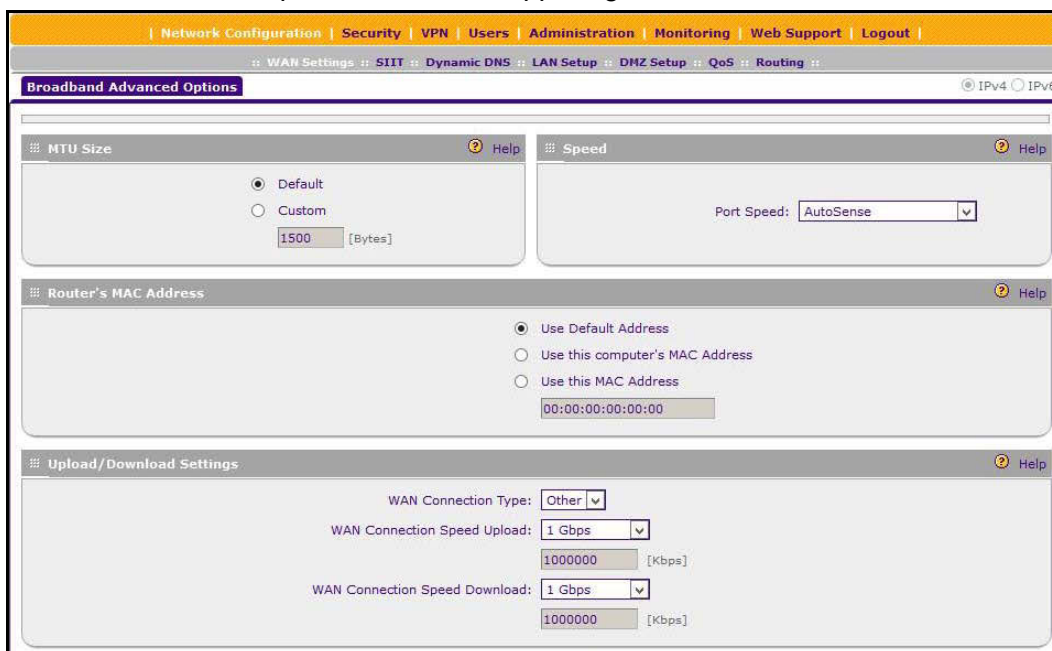 | Network Configuration | Security | VPN | Users | Administration | Monitoring | Web Support | Logout |
:: WAN Settings :: SIIT :: Dynamic DNS :: LAN Setup :: DMZ Setup :: QoS :: Routing ::
Broadband Advanced Options IPv4 IPv6
MTU Size Help
Default
Custom
1500 [Bytes]
Speed Help
Port Speed: AutoSense
Router's MAC Address Help
Use Default Address
Use this computer's MAC Address
Use this MAC Address
00:00:00:00:00:00
Upload/Download Settings Help
WAN Connection Type: Other
WAN Connection Speed Upload: 1 Gbps
1000000 [Kbps]
WAN Connection Speed Download: 1 Gbps
1000000 [Kbps]